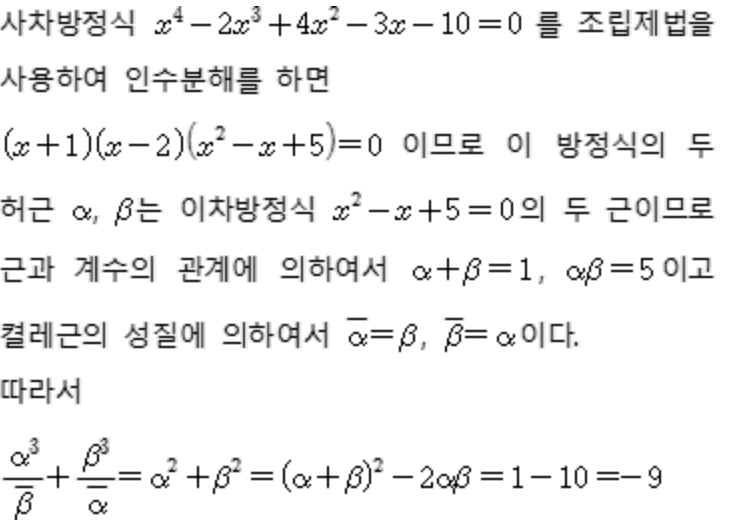 사차방정식 x⁴−2x³+4x²−3x−10=0 를 조립제법을
사용하여 인수분해를 하면
(x+1)(x−2)(x²−x+5)=0 이므로 이 방정식의 두
허근 α, β는 이차방정식 x²−x+5=0의 두 근이므로
근과 계수의 관계에 의하여서 α+β=1, αβ=5이고
켤레근의 성질에 의하여서 α̅=β, β̅=α이다.
따라서
α³/β̅+β³/α̅=α²+β²=(α+β)²−2αβ=1−10=−9